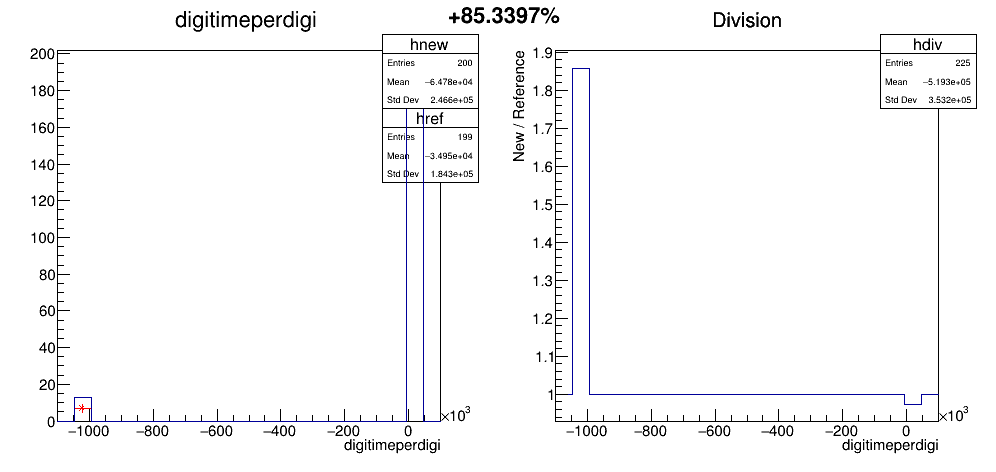 +85.3397%
digitimeperdigi
hnew
Entries 200
Mean −6.478e+04
Std Dev 2.466e+05
href
Entries 199
Mean −3.495e+04
Std Dev 1.843e+05
200
180
160
140
120
100
80
60
40
20
0
−1000 −800 −600 −400 −200 0
×10³
digitimeperdigi
Division
hdiv
Entries 225
Mean −5.193e+05
Std Dev 3.532e+05
New / Reference
1.9
1.8
1.7
1.6
1.5
1.4
1.3
1.2
1.1
1
−1000 −800 −600 −400 −200 0
×10³
digitimeperdigi